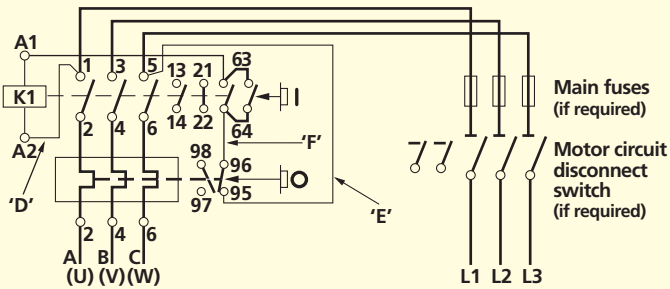 A1
1
3
5
13
21
63
K1
I
14
22
64
2
4
6
A2
'F'
98
96
O
97
95
'D'
'E'
2
4
6
A
B
C
(U)
(V)
(W)
Main fuses
(if required)
Motor circuit
disconnect
switch
(if required)
L1
L2
L3